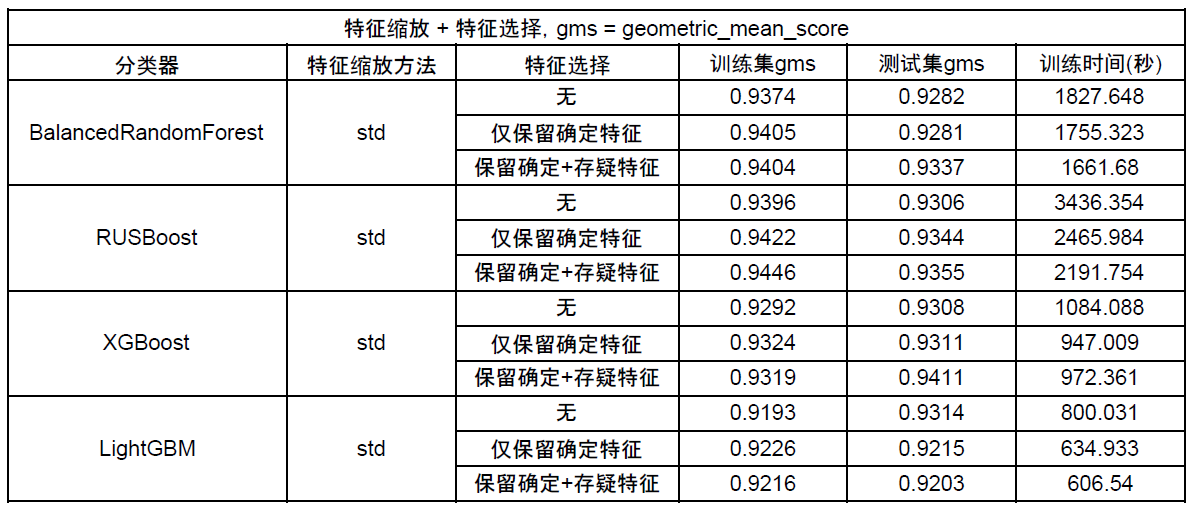 特征缩放 + 特征选择, gms = geometric_mean_score
分类器 特征缩放方法 特征选择 训练集gms 测试集gms 训练时间(秒)
BalancedRandomForest std 无 0.9374 0.9282 1827.648
仅保留确定特征 0.9405 0.9281 1755.323
保留确定+存疑特征 0.9404 0.9337 1661.68
RUSBoost std 无 0.9396 0.9306 3436.354
仅保留确定特征 0.9422 0.9344 2465.984
保留确定+存疑特征 0.9446 0.9355 2191.754
XGBoost std 无 0.9292 0.9308 1084.088
仅保留确定特征 0.9324 0.9311 947.009
保留确定+存疑特征 0.9319 0.9411 972.361
LightGBM std 无 0.9193 0.9314 800.031
仅保留确定特征 0.9226 0.9215 634.933
保留确定+存疑特征 0.9216 0.9203 606.54